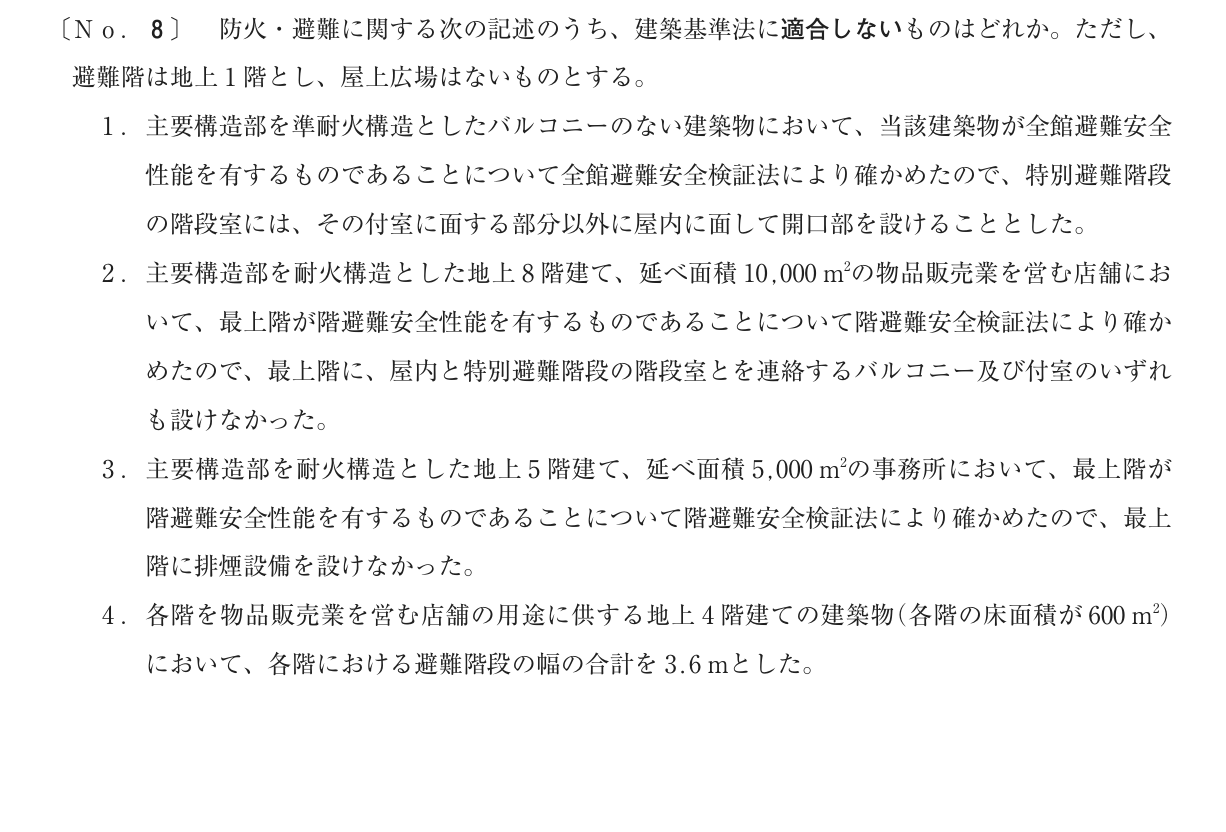 〔No. 8〕 防火・避難に関する次の記述のうち、建築基準法に適合しないものはどれか。ただし、
避難階は地上1階とし、屋上広場はないものとする。
1. 主要構造部を準耐火構造としたバルコニーのない建築物において、当該建築物が全館避難安全
性能を有するものであることについて全館避難安全検証法により確かめたので、特別避難階段
の階段室には、その付室に面する部分以外に屋内に面して開口部を設けることとした。
2. 主要構造部を耐火構造とした地上8階建て、延べ面積10,000 m²の物品販売業を営む店舗にお
いて、最上階が階避難安全性能を有するものであることについて階避難安全検証法により確か
めたので、最上階に、屋内と特別避難階段の階段室とを連絡するバルコニー及び付室のいずれ
も設けなかった。
3. 主要構造部を耐火構造とした地上5階建て、延べ面積5,000 m²の事務所において、最上階が
階避難安全性能を有するものであることについて階避難安全検証法により確かめたので、最上
階に排煙設備を設けなかった。
4. 各階を物品販売業を営む店舗の用途に供する地上4階建ての建築物(各階の床面積が600 m²)
において、各階における避難階段の幅の合計を3.6 mとした。